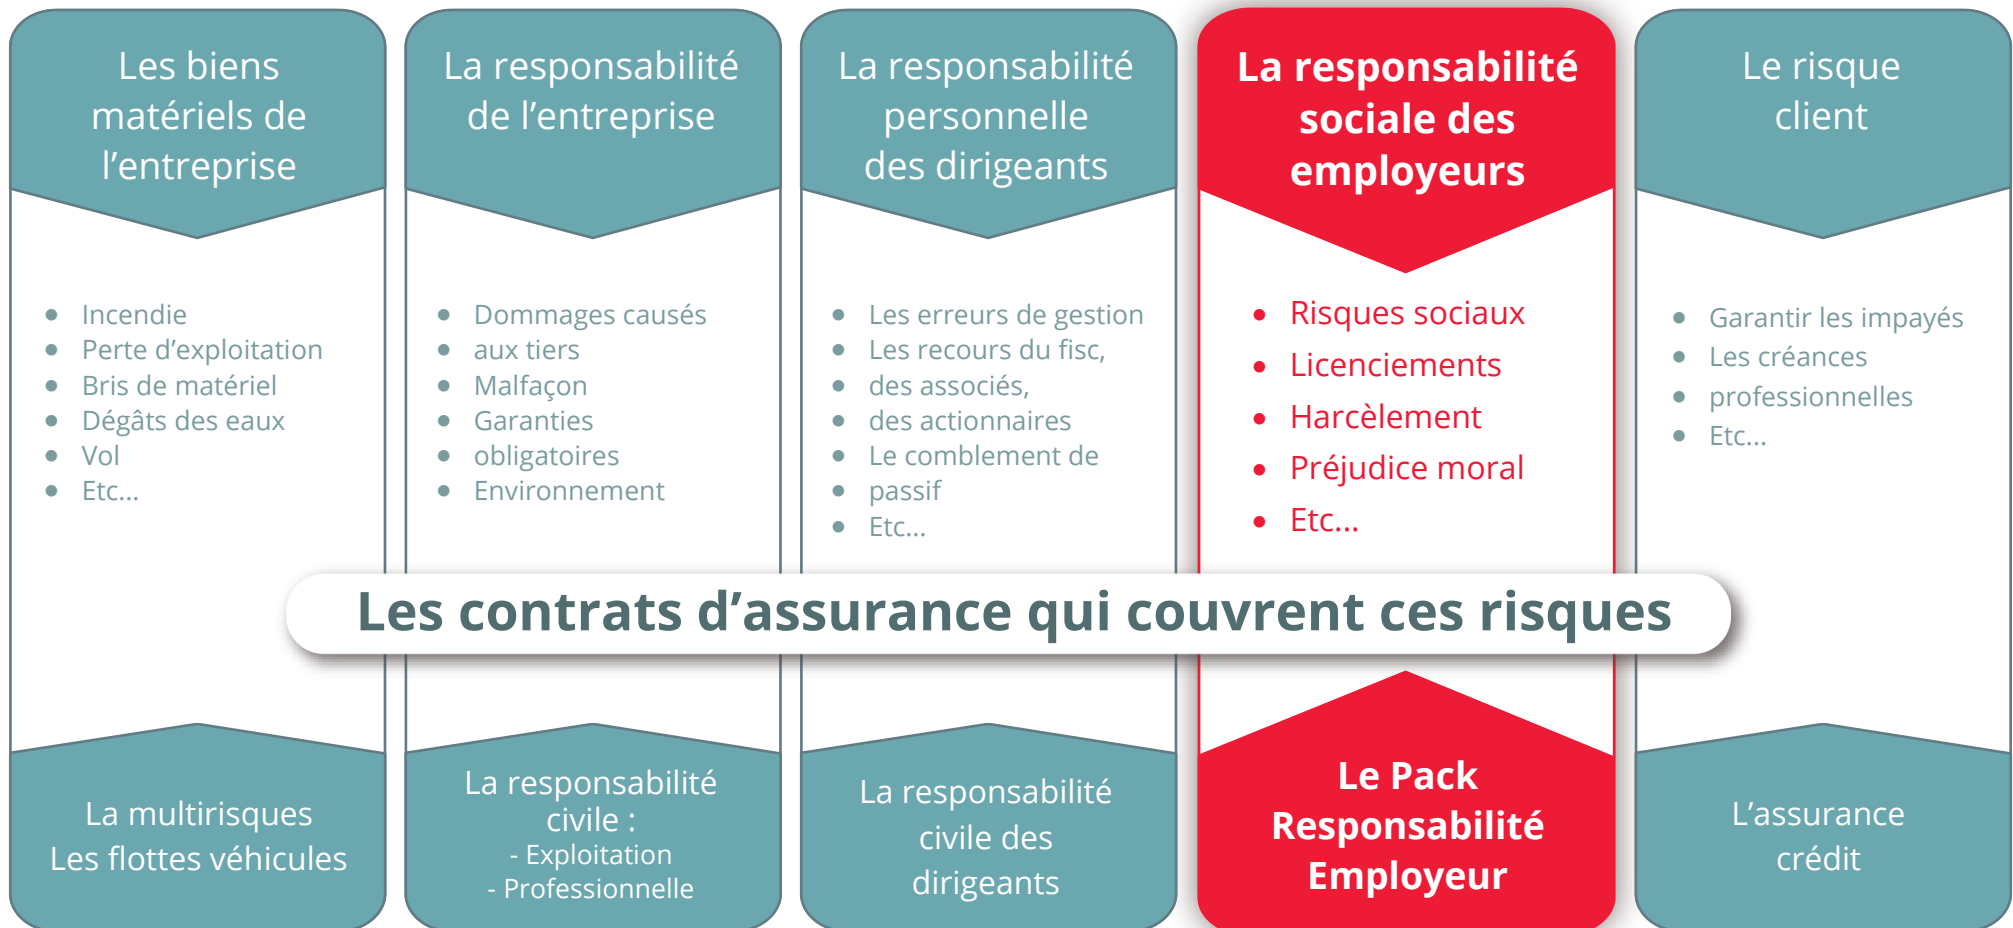 Les biens
matériels de
l’entreprise
La responsabilité
de l’entreprise
La responsabilité
personnelle
des dirigeants
La responsabilité
sociale des
employeurs
Le risque
client
• Incendie
• Perte d’exploitation
• Bris de matériel
• Dégâts des eaux
• Vol
• Etc...
• Dommages causés
• aux tiers
• Malfaçon
• Garanties
• obligatoires
• Environnement
• Les erreurs de gestion
• Les recours du fisc,
• des associés,
• des actionnaires
• Le comblement de
• passif
• Etc...
• Risques sociaux
• Licenciements
• Harcèlement
• Préjudice moral
• Etc...
• Garantir les impayés
• Les créances
• professionnelles
• Etc...
Les contrats d’assurance qui couvrent ces risques
La multirisques
Les flottes véhicules
La responsabilité
civile :
- Exploitation
- Professionnelle
La responsabilité
civile des
dirigeants
Le Pack
Responsabilité
Employeur
L’assurance
crédit